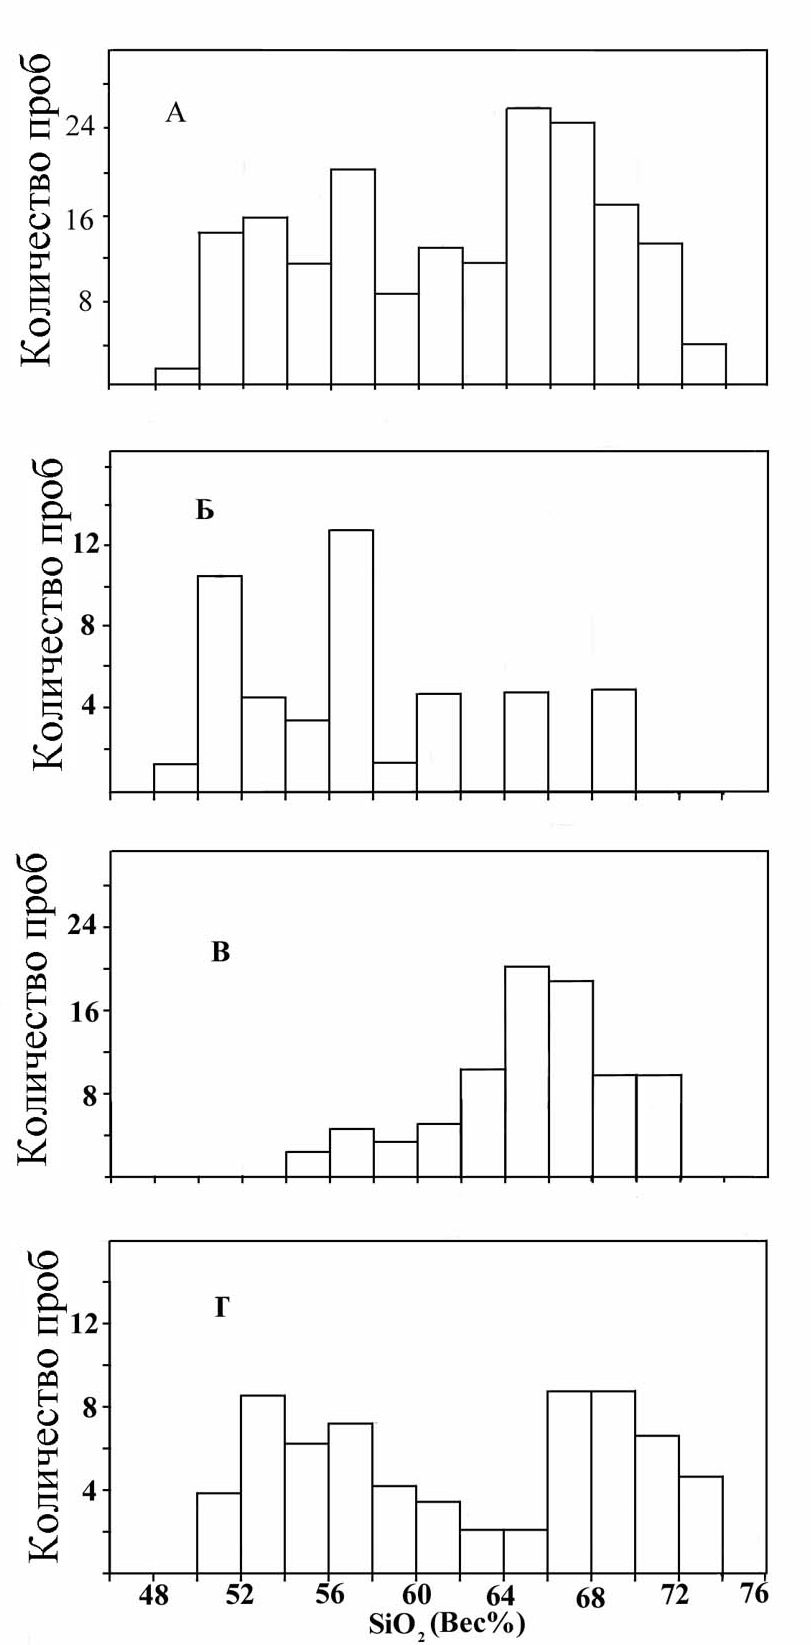 Количество проб
А
24
16
8
Количество проб
Б
12
8
4
Количество проб
В
24
16
8
Количество проб
Г
12
8
4
48 52 56 60 64 68 72 76
SiO₂ (Вес%)